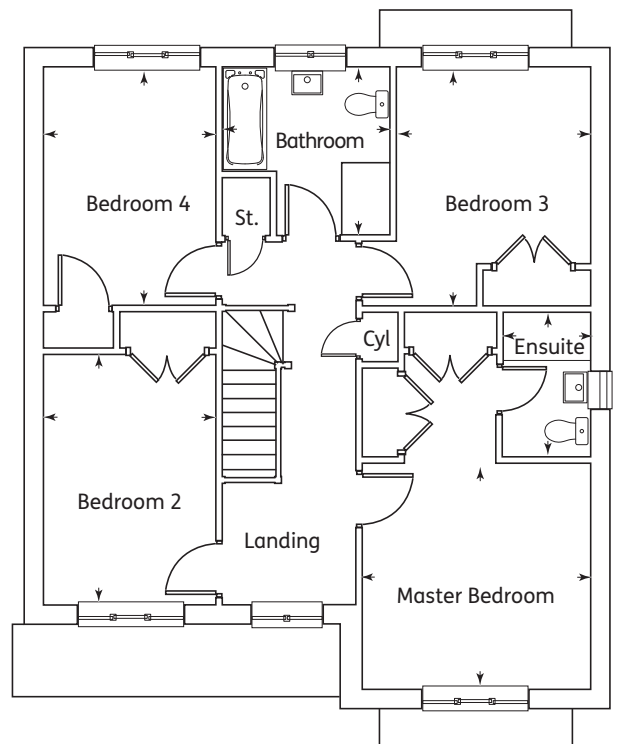 Bathroom
Bedroom 4
St.
Bedroom 3
Cyl
Ensuite
Bedroom 2
Landing
Master Bedroom